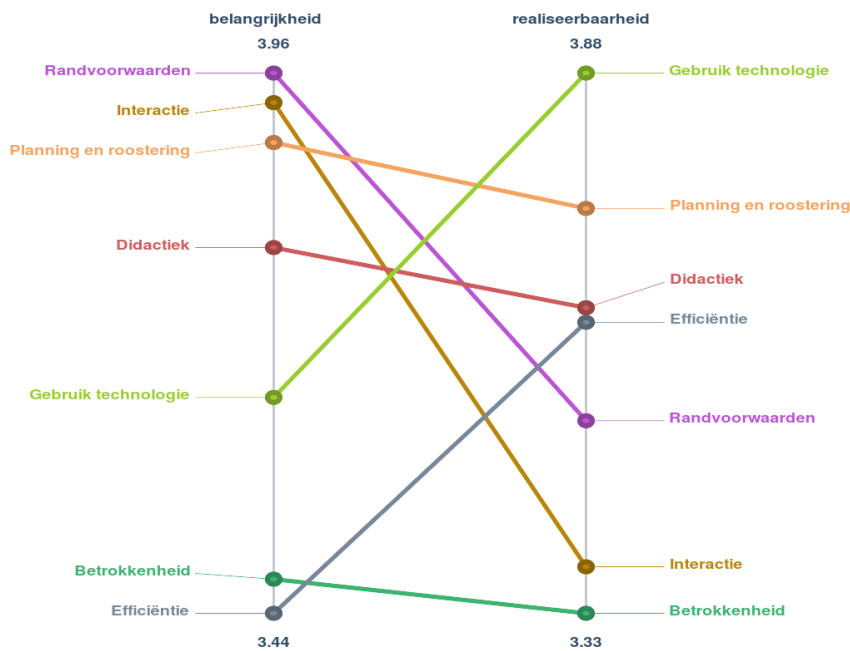 belangrijkheid
3.96
Randvoorwaarden
Interactie
Planning en roostering
Didactiek
Gebruik technologie
Betrokkenheid
Efficiëntie
3.44
realiseerbaarheid
3.88
Gebruik technologie
Planning en roostering
Didactiek
Efficiëntie
Randvoorwaarden
Interactie
Betrokkenheid
3.33